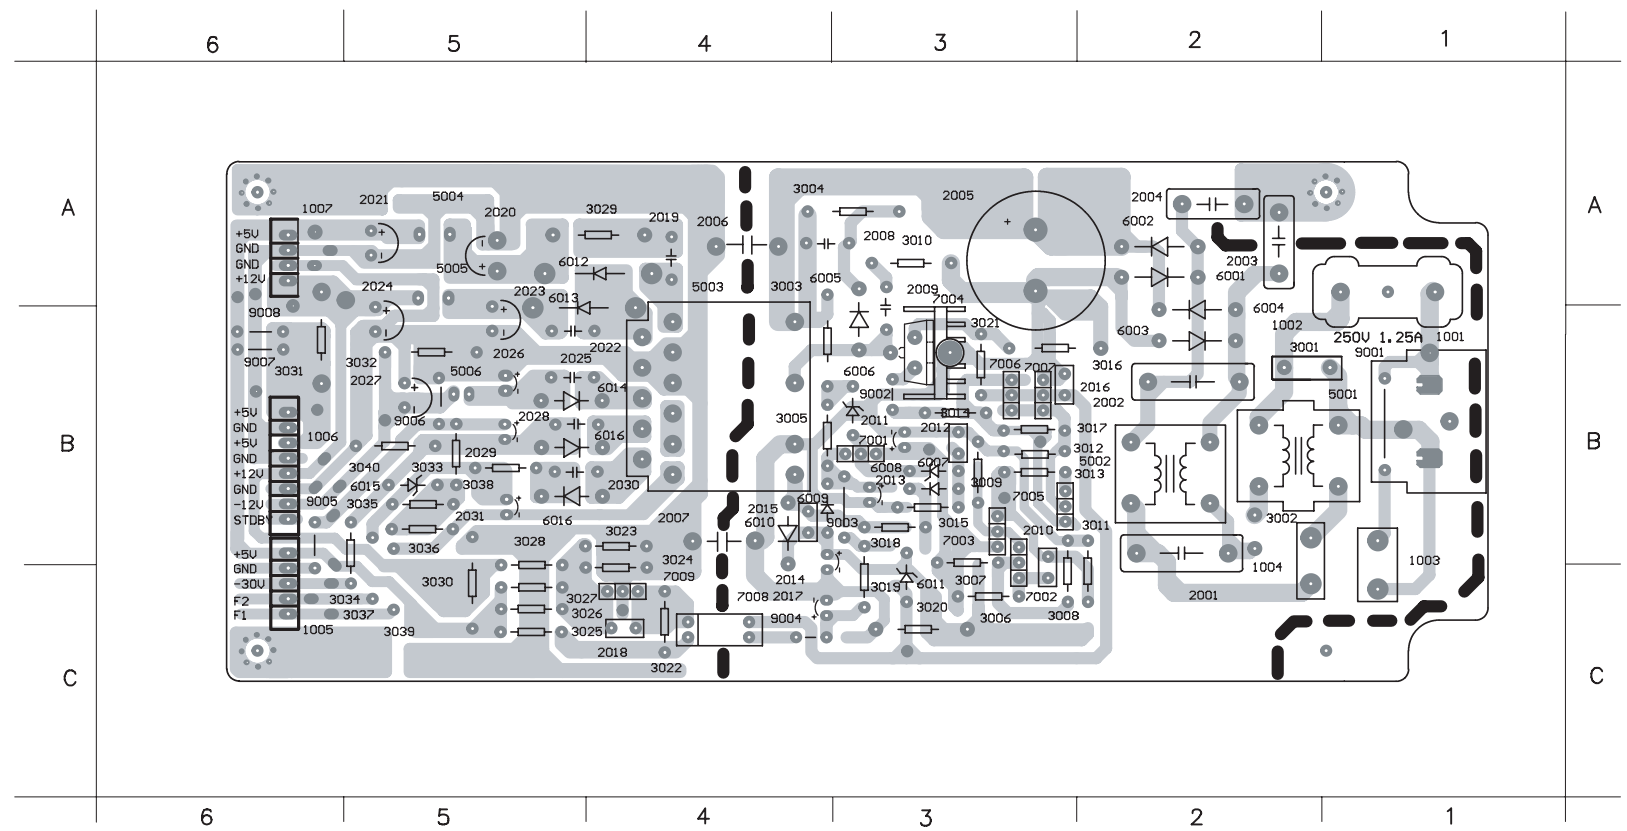 6 5 4 3 2 1
A A
3004 2005 2004
2021 5004
1007 2020 3029 2019 2006 6002
+5V 2008 3010
GND 2003
GND 5005 6012 6005 6001
+12V 5003 3003
2024 2023 6013 2009 7004 6004
9008 3021 6003 1002
250V 1.25A 1001
9007 3032 2026 2022 3001 9001
3031 2025 7006 7007 3016
2027 5006 6014 6006 2016
9002 2002 5001
+5V 9006 2028 3005 2011 3014
GND 2012 3017
+5V 1006 6016 7001
GND 2029 3012
+12V 3040 3033 6008 6007 5002
GND 6015 3038 2030 2013 3009 3013
-12V 9005 3035 6009 7005
STDBY 2031 6016 2007 2015 6010 9003 3015 2010 3011 3002
3036 3028 3023 3018 7003
+5V 3024 1003
GND 3030 7009 2014 3019 6011 3007 1004
-30V
F2 3034 3027 7008 2017 3020 7002 2001
F1 3037 3026 9004 3006 3008
1005 3039 3025
2018 3022
B B
C C
6 5 4 3 2 1